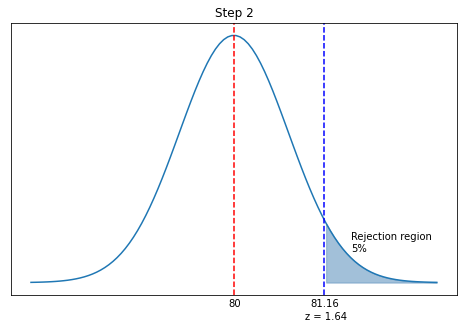 Step 2
Rejection region
5%
80
81.16
z = 1.64